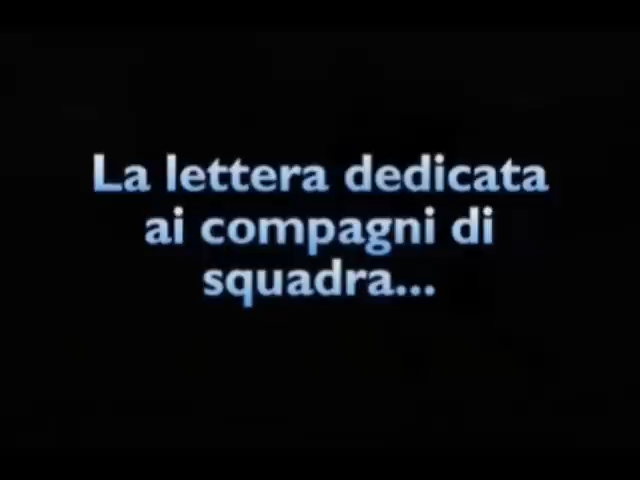 La lettera dedicata
ai compagni di
squadra...